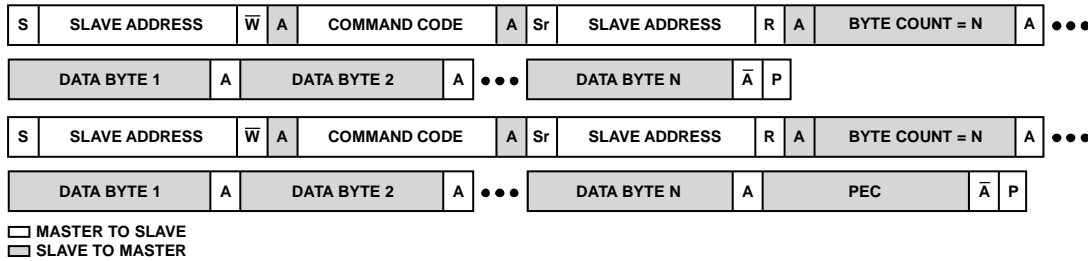 S SLAVE ADDRESS W̅ A COMMAND CODE A Sr SLAVE ADDRESS R A BYTE COUNT = N A •••
DATA BYTE 1 A DATA BYTE 2 A ••• DATA BYTE N A̅ P
S SLAVE ADDRESS W̅ A COMMAND CODE A Sr SLAVE ADDRESS R A BYTE COUNT = N A •••
DATA BYTE 1 A DATA BYTE 2 A ••• DATA BYTE N A PEC A̅ P
MASTER TO SLAVE
SLAVE TO MASTER